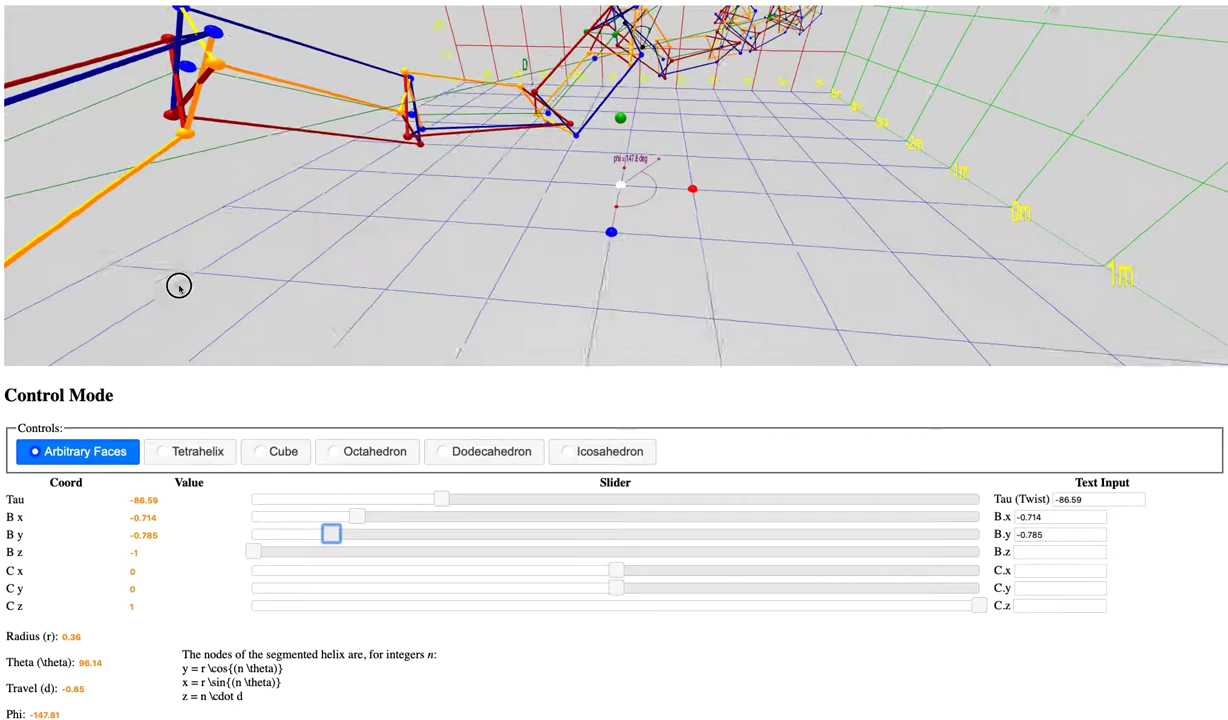 D
phi = 147.8 deg
-2m
-1m
0m
1m
Control Mode
Controls:
Arbitrary Faces
Tetrahelix
Cube
Octahedron
Dodecahedron
Icosahedron
Coord Value Slider Text Input
Tau -86.59 Tau (Twist) -86.59
B x -0.714 B.x -0.714
B y -0.785 B.y -0.785
B z -1 B.z
C x 0 C.x
C y 0 C.y
C z 1 C.z
Radius (r): 0.36
Theta (\theta): 96.14
Travel (d): -0.85
Phi: -147.81
The nodes of the segmented helix are, for integers n:
y = r \cos{(n \theta)}
x = r \sin{(n \theta)}
z = n \cdot d